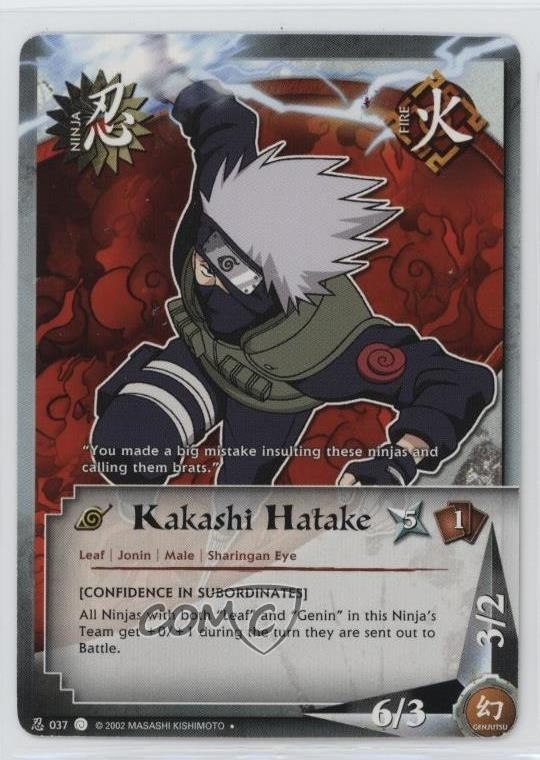 NINJA
忍
FIRE
火
“You made a big mistake insulting these ninjas and
calling them brats.”
Kakashi Hatake 5 1
Leaf | Jonin | Male | Sharingan Eye
[CONFIDENCE IN SUBORDINATES]
All Ninjas with both "Leaf" and "Genin" in this Ninja's
Team get +0/+1 during the turn they are sent out to
Battle.
COMC
3/2
6/3
幻
GENJUTSU
忍 037 © 2002 MASASHI KISHIMOTO